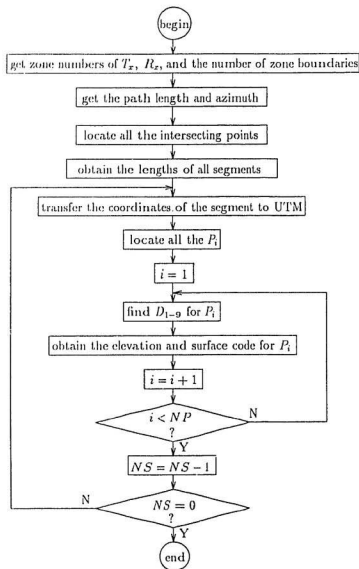 begin
get zone numbers of Tx, Rx, and the number of zone boundaries
get the path length and azimuth
locate all the intersecting points
obtain the lengths of all segments
transfer the coordinates of the segment to UTM
locate all the Pi
i = 1
find D1−9 for Pi
obtain the elevation and surface code for Pi
i = i + 1
i < NP
?
N
Y
NS = NS − 1
N
NS = 0
?
Y
end